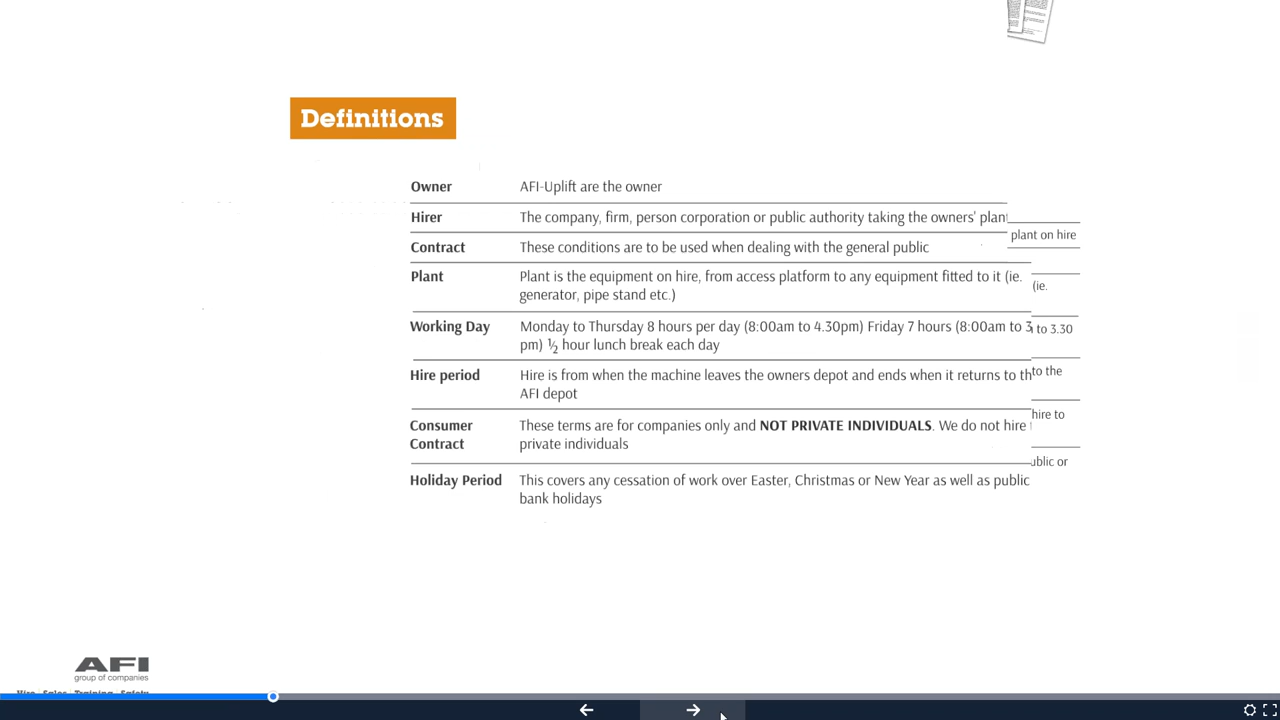 Definitions
Owner AFI-Uplift are the owner
Hirer The company, firm, person corporation or public authority taking the owners' plant
plant on hire
Contract These conditions are to be used when dealing with the general public
Plant Plant is the equipment on hire, from access platform to any equipment fitted to it (ie.
(ie.
generator, pipe stand etc.)
Working Day Monday to Thursday 8 hours per day (8:00am to 4.30pm) Friday 7 hours (8:00am to 3
to 3.30
pm) ½ hour lunch break each day
Hire period Hire is from when the machine leaves the owners depot and ends when it returns to th
to the
AFI depot
Consumer Contract These terms are for companies only and NOT PRIVATE INDIVIDUALS. We do not hire
hire to
private individuals
ublic or
Holiday Period This covers any cessation of work over Easter, Christmas or New Year as well as public
bank holidays
AFI
group of companies
Hire Sales Training Safety